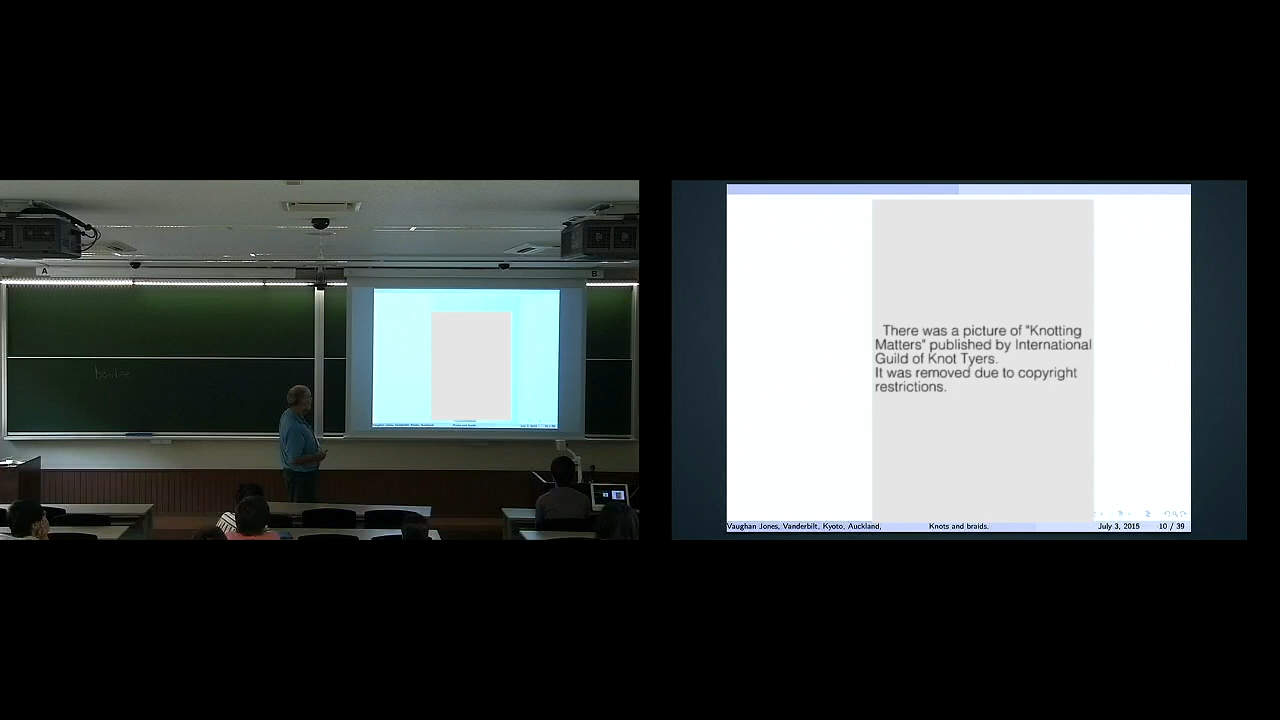 A
B
bowline
There was a picture of "Knotting
Matters" published by International
Guild of Knot Tyers.
It was removed due to copyright
restrictions.
Vaughan Jones, Vanderbilt, Kyoto, Auckland, Knots and braids. July 3, 2015 10 / 39